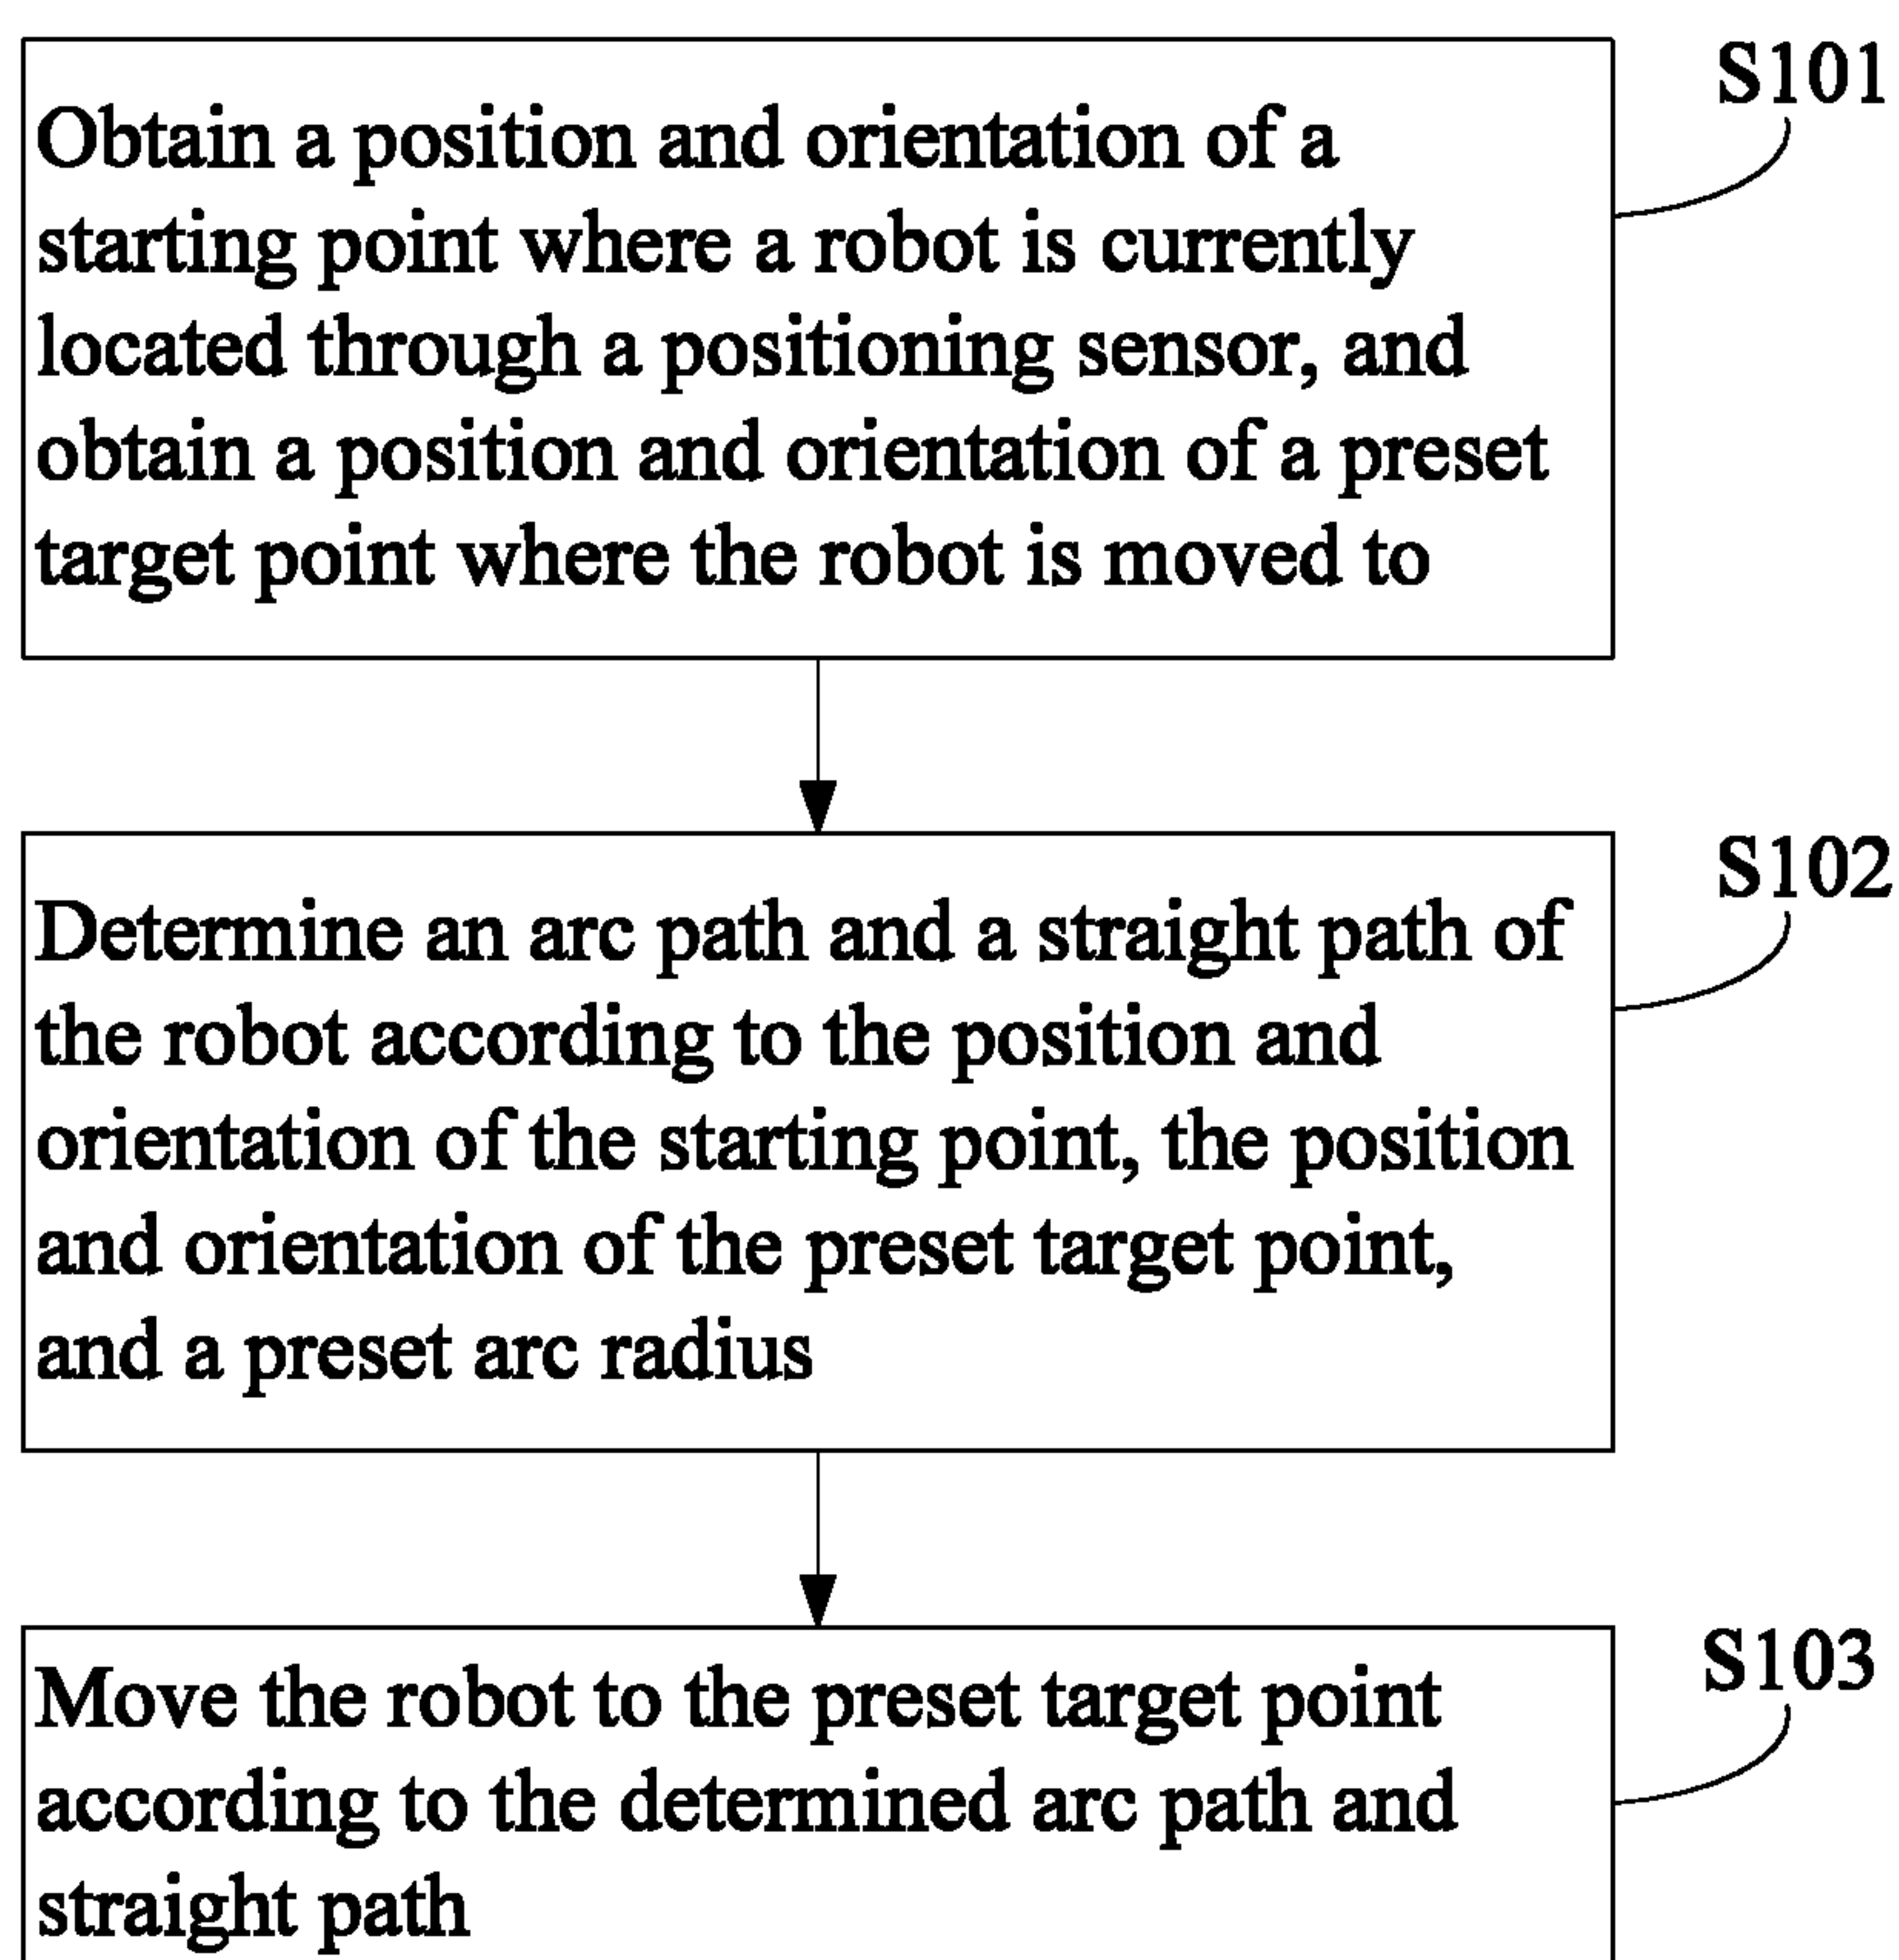 S101
Obtain a position and orientation of a
starting point where a robot is currently
located through a positioning sensor, and
obtain a position and orientation of a preset
target point where the robot is moved to
S102
Determine an arc path and a straight path of
the robot according to the position and
orientation of the starting point, the position
and orientation of the preset target point,
and a preset arc radius
S103
Move the robot to the preset target point
according to the determined arc path and
straight path